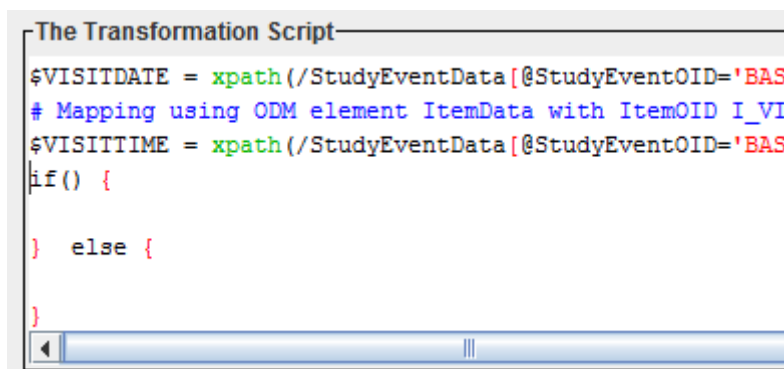 The Transformation Script
$VISITDATE = xpath(/StudyEventData[@StudyEventOID='BAS
# Mapping using ODM element ItemData with ItemOID I_VI
$VISITTIME = xpath(/StudyEventData[@StudyEventOID='BAS
if() {
} else {
}